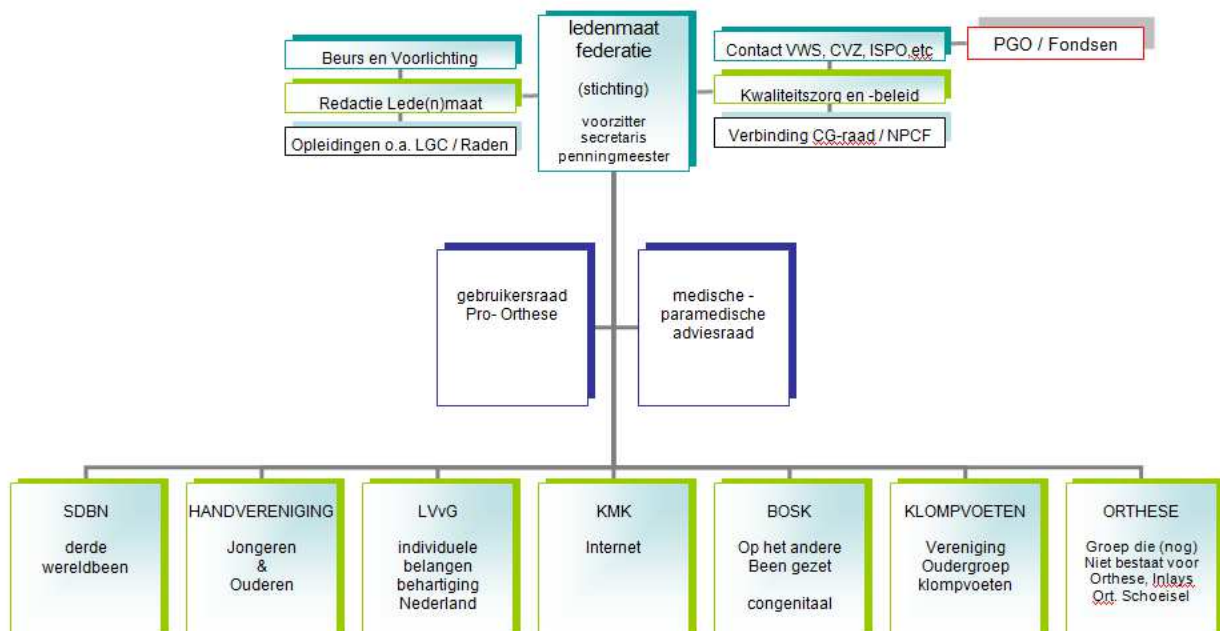 ledenmaat
federatie
(stichting)
voorzitter
secretaris
penningmeester
Beurs en Voorlichting
Redactie Lede(n)maat
Opleidingen o.a. LGC / Raden
Contact VWS, CVZ, ISPO,etc
Kwaliteitszorg en -beleid
Verbinding CG-raad / NPCF
PGO / Fondsen
gebruikersraad
Pro- Orthese
medische -
paramedische
adviesraad
SDBN
derde
wereldbeen
HANDVERENIGING
Jongeren
&
Ouderen
LVvG
individuele
belangen
behartiging
Nederland
KMK
Internet
BOSK
Op het andere
Been gezet
congenitaal
KLOMPVOETEN
Vereniging
Oudergroep
klompvoeten
ORTHESE
Groep die (nog)
Niet bestaat voor
Orthese, Inlays
Ort. Schoeisel